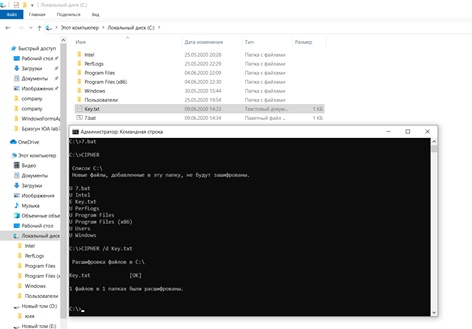 Локальный диск (C:)
Файл
Главная
Поделиться
Вид
Этот компьютер > Локальный диск (C:) >
Имя
Дата изменения
Тип
Размер
Быстрый доступ
Рабочий стол
Загрузки
Документы
Изображения
company
company
WindowsFormsAp
OneDrive
Этот компьютер
Видео
Документы
Загрузки
Изображения
Музыка
Объемные объе
Рабочий стол
Локальный диск
Intel
PerfLogs
Program Files
Program Files (x
Windows
Пользователи
Новый том (D:)
юля
Новый том (E:)
Intel 25.05.2020 20:28 Папка с файлами
PerfLogs 25.05.2020 22:29 Папка с файлами
Program Files 04.06.2020 22:09 Папка с файлами
Program Files (x86) 04.06.2020 22:30 Папка с файлами
Windows 30.05.2020 15:44 Папка с файлами
Пользователи 25.05.2020 19:54 Папка с файлами
Key.txt 09.06.2020 14:23 Текстовый докум... 1 КБ
7.bat 09.06.2020 14:34 Пакетный файл ... 1 КБ
Администратор: Командная строка
C:\>7.bat
C:\>CIPHER
Список C:\
Новые файлы, добавленные в эту папку, не будут зашифрованы.
U 7.bat
U Intel
E Key.txt
U PerfLogs
U Program Files
U Program Files (x86)
U Users
U Windows
C:\>CIPHER /d Key.txt
Расшифровка файлов в C:\
Key.txt [OK]
1 файлов в 1 папках были расшифрованы.
C:\>